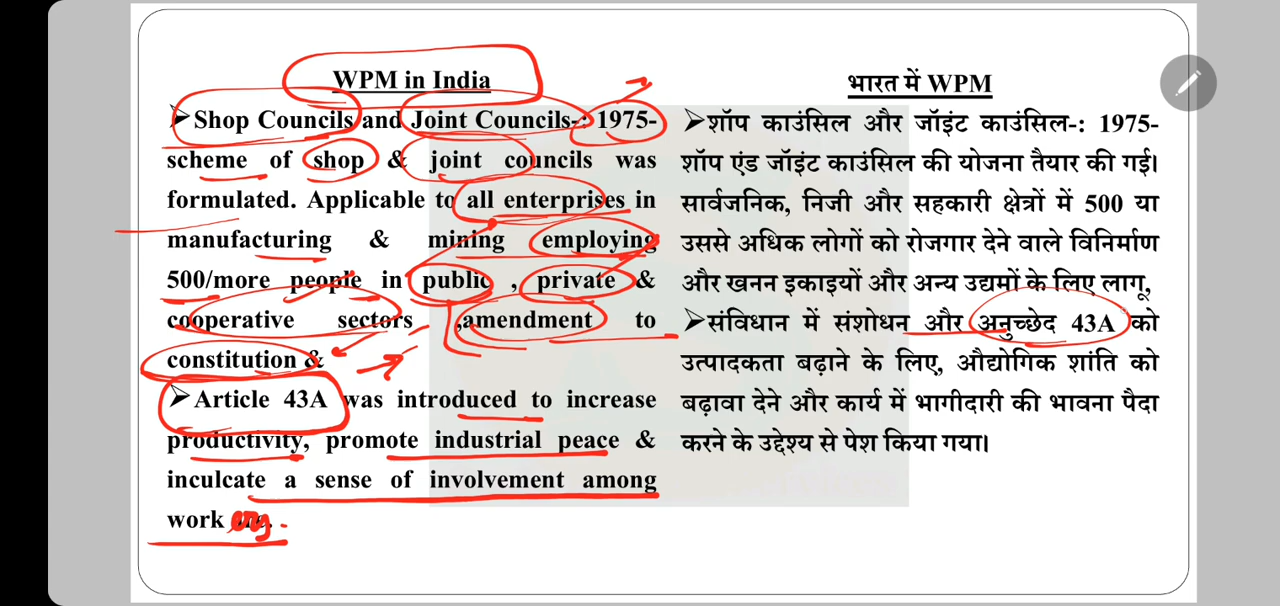 WPM in India
➤Shop Councils and Joint Councils-: 1975-
scheme of shop & joint councils was
formulated. Applicable to all enterprises in
manufacturing & mining employing
500/more people in public , private &
cooperative sectors ,amendment to
constitution &
➤Article 43A was introduced to increase
productivity, promote industrial peace &
inculcate a sense of involvement among
work
भारत में WPM
➤शॉप काउंसिल और जॉइंट काउंसिल-: 1975-
शॉप एंड जॉइंट काउंसिल की योजना तैयार की गई।
सार्वजनिक, निजी और सहकारी क्षेत्रों में 500 या
उससे अधिक लोगों को रोजगार देने वाले विनिर्माण
और खनन इकाइयों और अन्य उद्यमों के लिए लागू,
➤संविधान में संशोधन और अनुच्छेद 43A को
उत्पादकता बढ़ाने के लिए, औद्योगिक शांति को
बढ़ावा देने और कार्य में भागीदारी की भावना पैदा
करने के उद्देश्य से पेश किया गया।